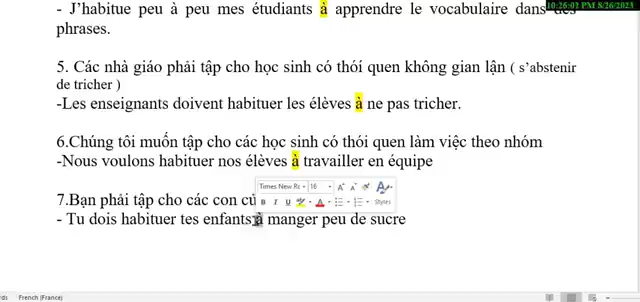 10:26:02 PM 8/26/2023
- J'habitue peu à peu mes étudiants à apprendre le vocabulaire dans des
phrases.
5. Các nhà giáo phải tập cho học sinh có thói quen không gian lận ( s'abstenir
de tricher )
-Les enseignants doivent habituer les élèves à ne pas tricher.
6.Chúng tôi muốn tập cho các học sinh có thói quen làm việc theo nhóm
-Nous voulons habituer nos élèves à travailler en équipe
Times New Ro 16
B I U Styles
7.Bạn phải tập cho các con
- Tu dois habituer tes enfants à manger peu de sucre
French (France)